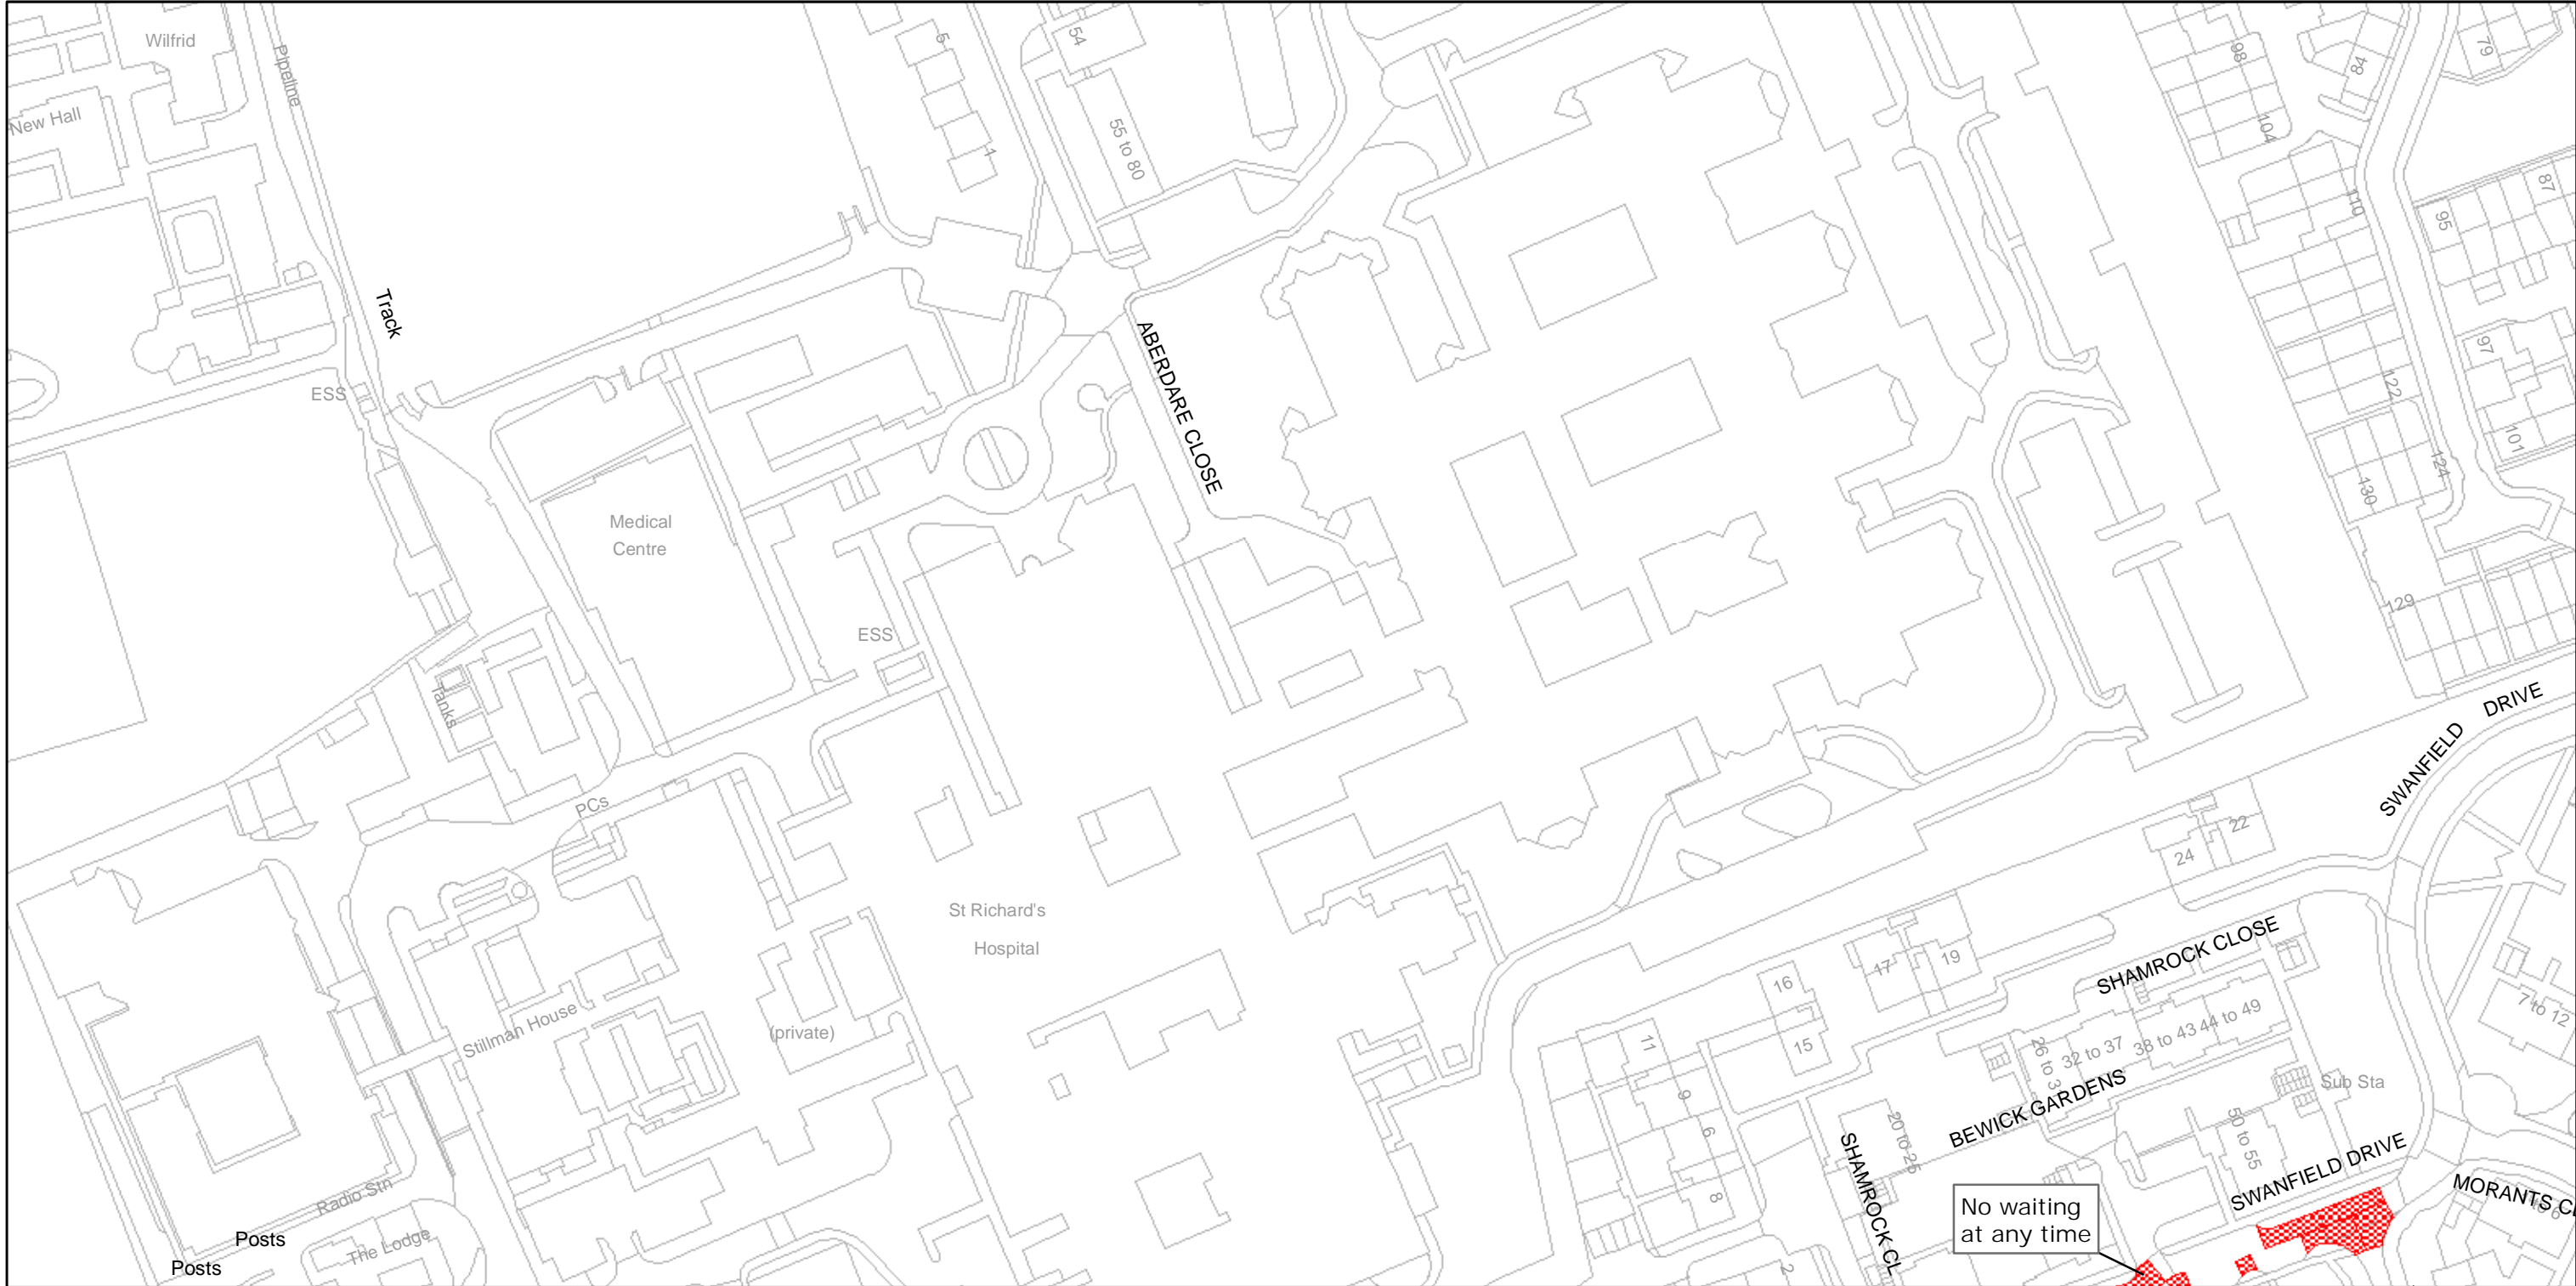 Wilfrid
Pipeline
New Hall
Track
ESS
5
1
54
55 to 80
ABERDARE CLOSE
Medical
Centre
ESS
Tanks
PCs
St Richard's
Hospital
Stillman House
(private)
Radio Stn
The Lodge
Posts
Posts
98
104
84
79
110
87
95
97
122
101
124
130
129
SWANFIELD DRIVE
22
24
SHAMROCK CLOSE
19
17
16
15
11
9
6
8
2
7 to 12
44 to 49
38 to 43
32 to 37
26 to 3
BEWICK GARDENS
20 to 25
SHAMROCK CL
Sub Sta
50 to 55
SWANFIELD DRIVE
MORANTS C
No waiting
at any time